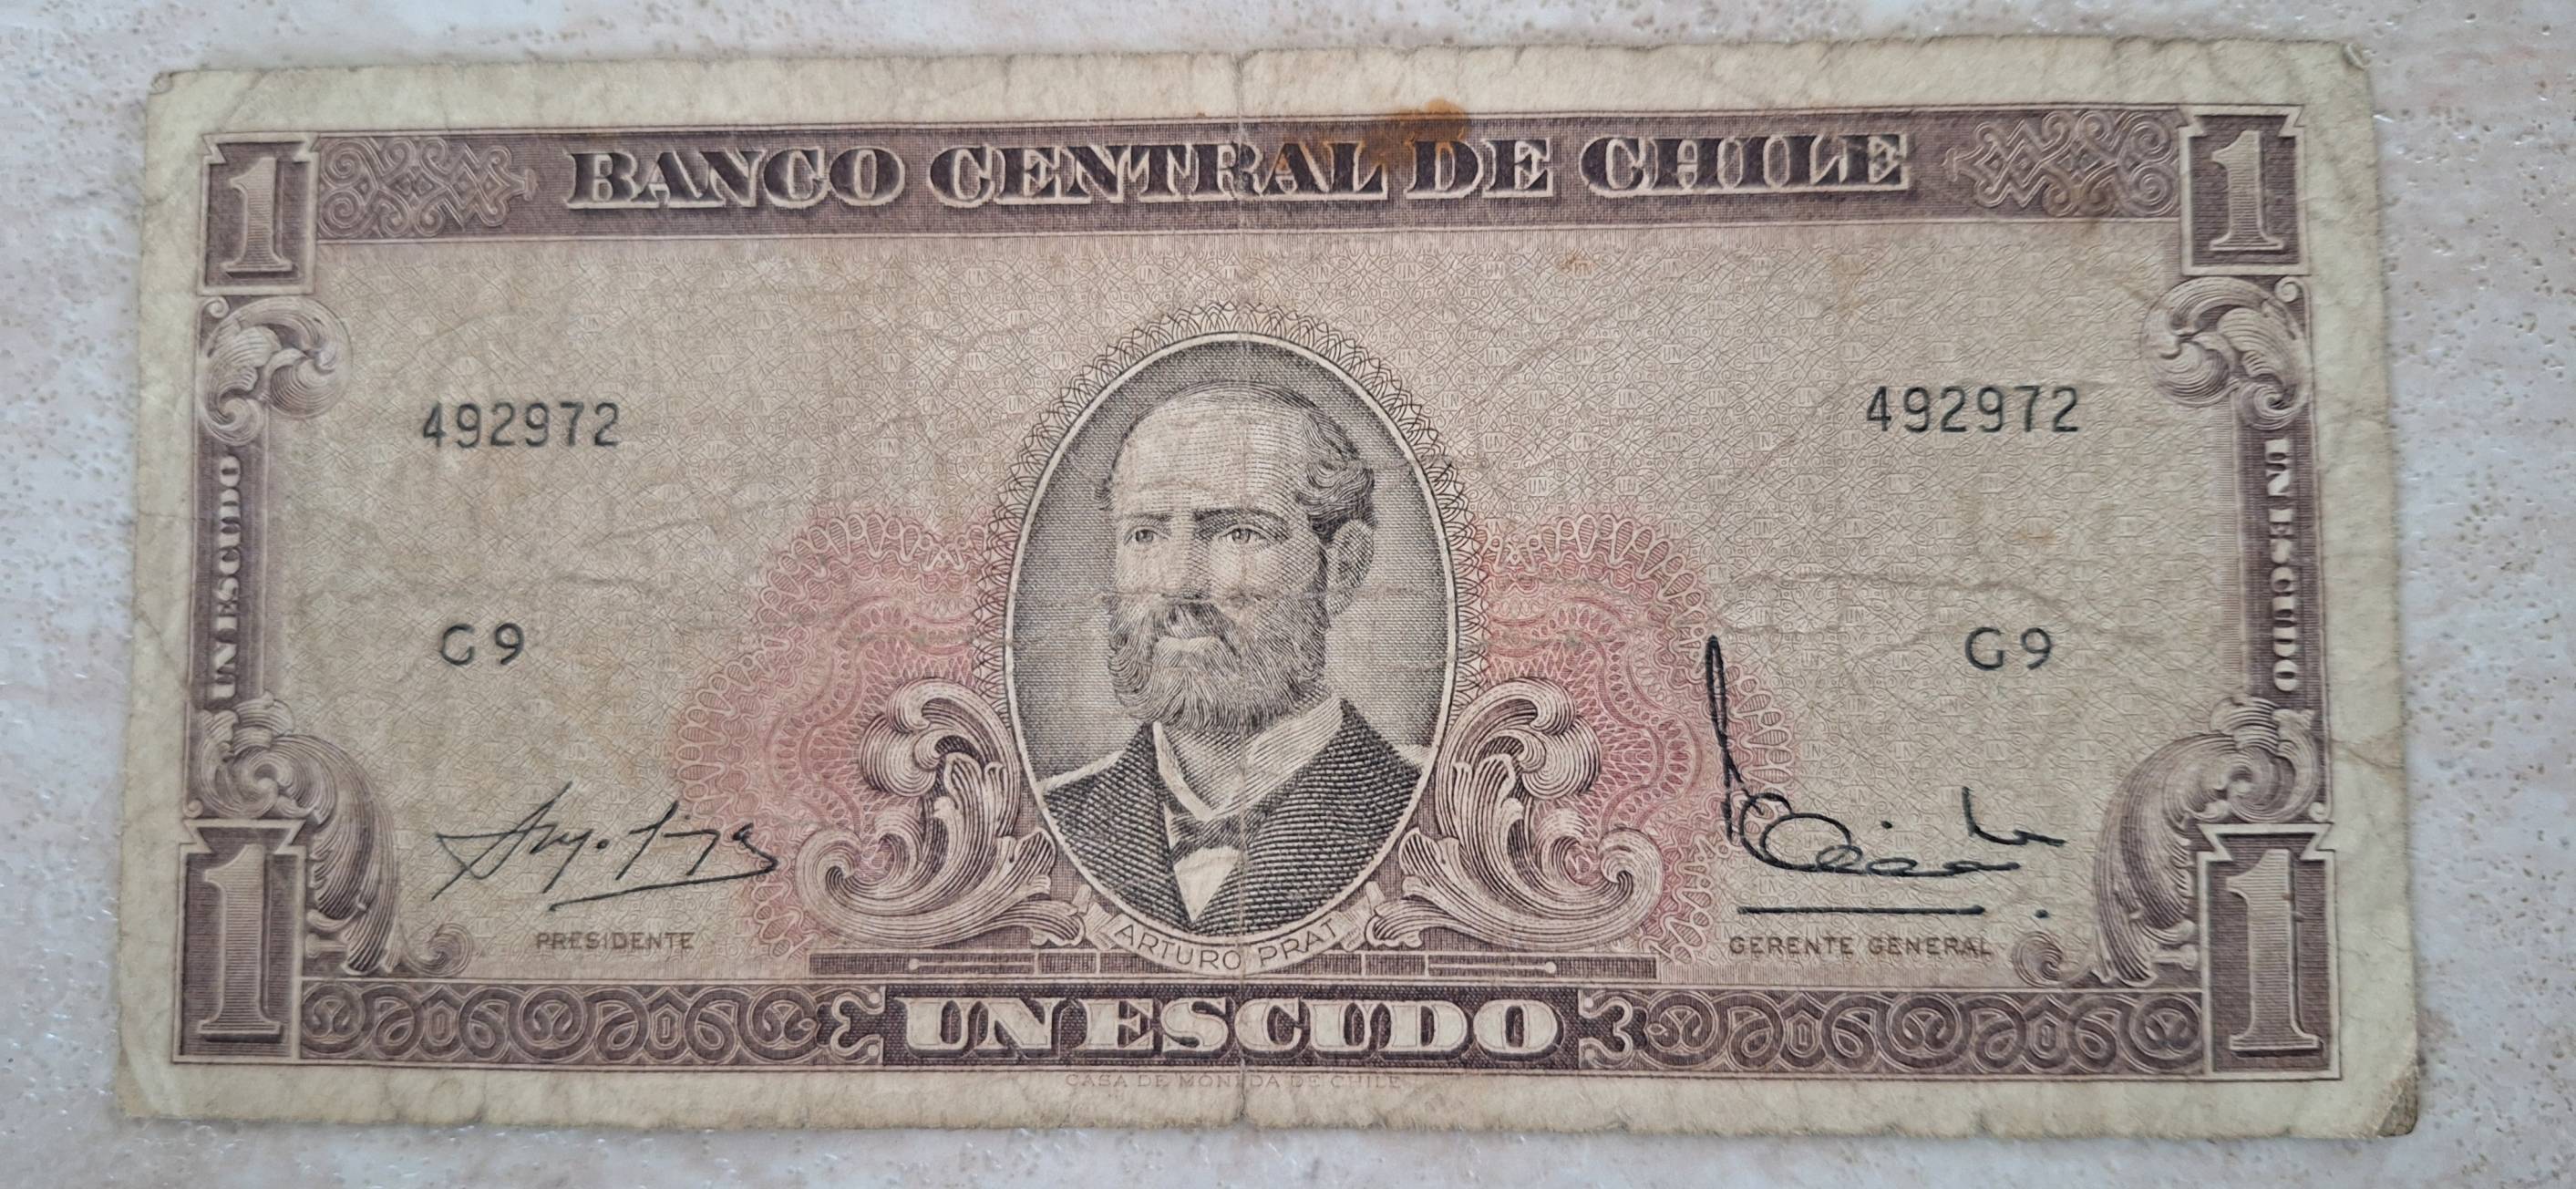 1 BANCO CENTRAL DE CHILE 1
492972 492972
UN ESCUDO UN ESCUDO
G9 G9
PRESIDENTE GERENTE GENERAL
ARTURO PRAT
1 UN ESCUDO 1
CASA DE MONEDA DE CHILE